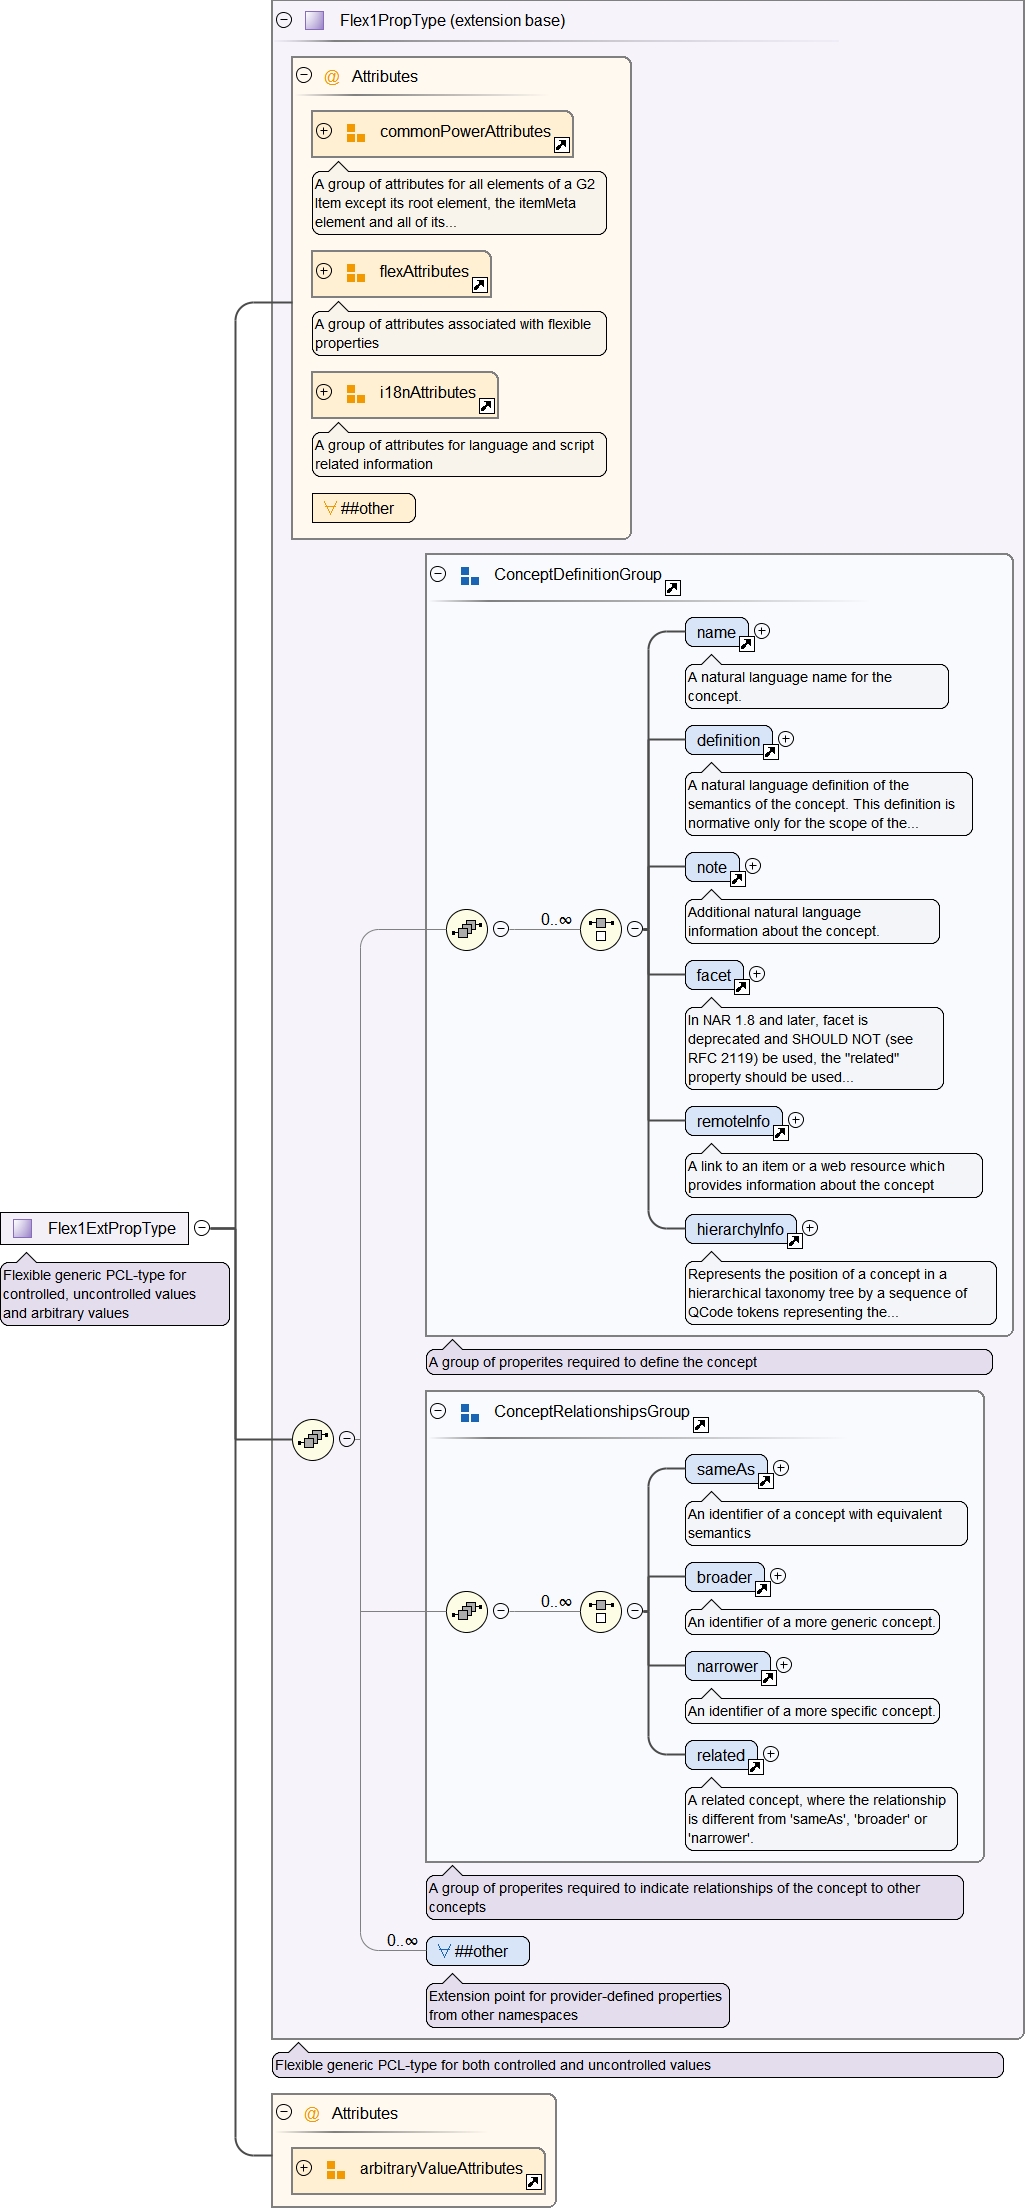 Flex1PropType (extension base)
@ Attributes
commonPowerAttributes
A group of attributes for all elements of a G2
Item except its root element, the itemMeta
element and all of its...
flexAttributes
A group of attributes associated with flexible
properties
i18nAttributes
A group of attributes for language and script
related information
##other
ConceptDefinitionGroup
name
A natural language name for the
concept.
definition
A natural language definition of the
semantics of the concept. This definition is
normative only for the scope of the...
note
0..∞
Additional natural language
information about the concept.
facet
In NAR 1.8 and later, facet is
deprecated and SHOULD NOT (see
RFC 2119) be used, the "related"
property should be used...
remoteInfo
A link to an item or a web resource which
provides information about the concept
hierarchyInfo
Represents the position of a concept in a
hierarchical taxonomy tree by a sequence of
QCode tokens representing the...
Flex1ExtPropType
Flexible generic PCL-type for
controlled, uncontrolled values
and arbitrary values
A group of properites required to define the concept
ConceptRelationshipsGroup
sameAs
An identifier of a concept with equivalent
semantics
broader
0..∞
An identifier of a more generic concept.
narrower
An identifier of a more specific concept.
related
A related concept, where the relationship
is different from 'sameAs', 'broader' or
'narrower'.
A group of properites required to indicate relationships of the concept to other
concepts
0..∞
##other
Extension point for provider-defined properties
from other namespaces
Flexible generic PCL-type for both controlled and uncontrolled values
@ Attributes
arbitraryValueAttributes